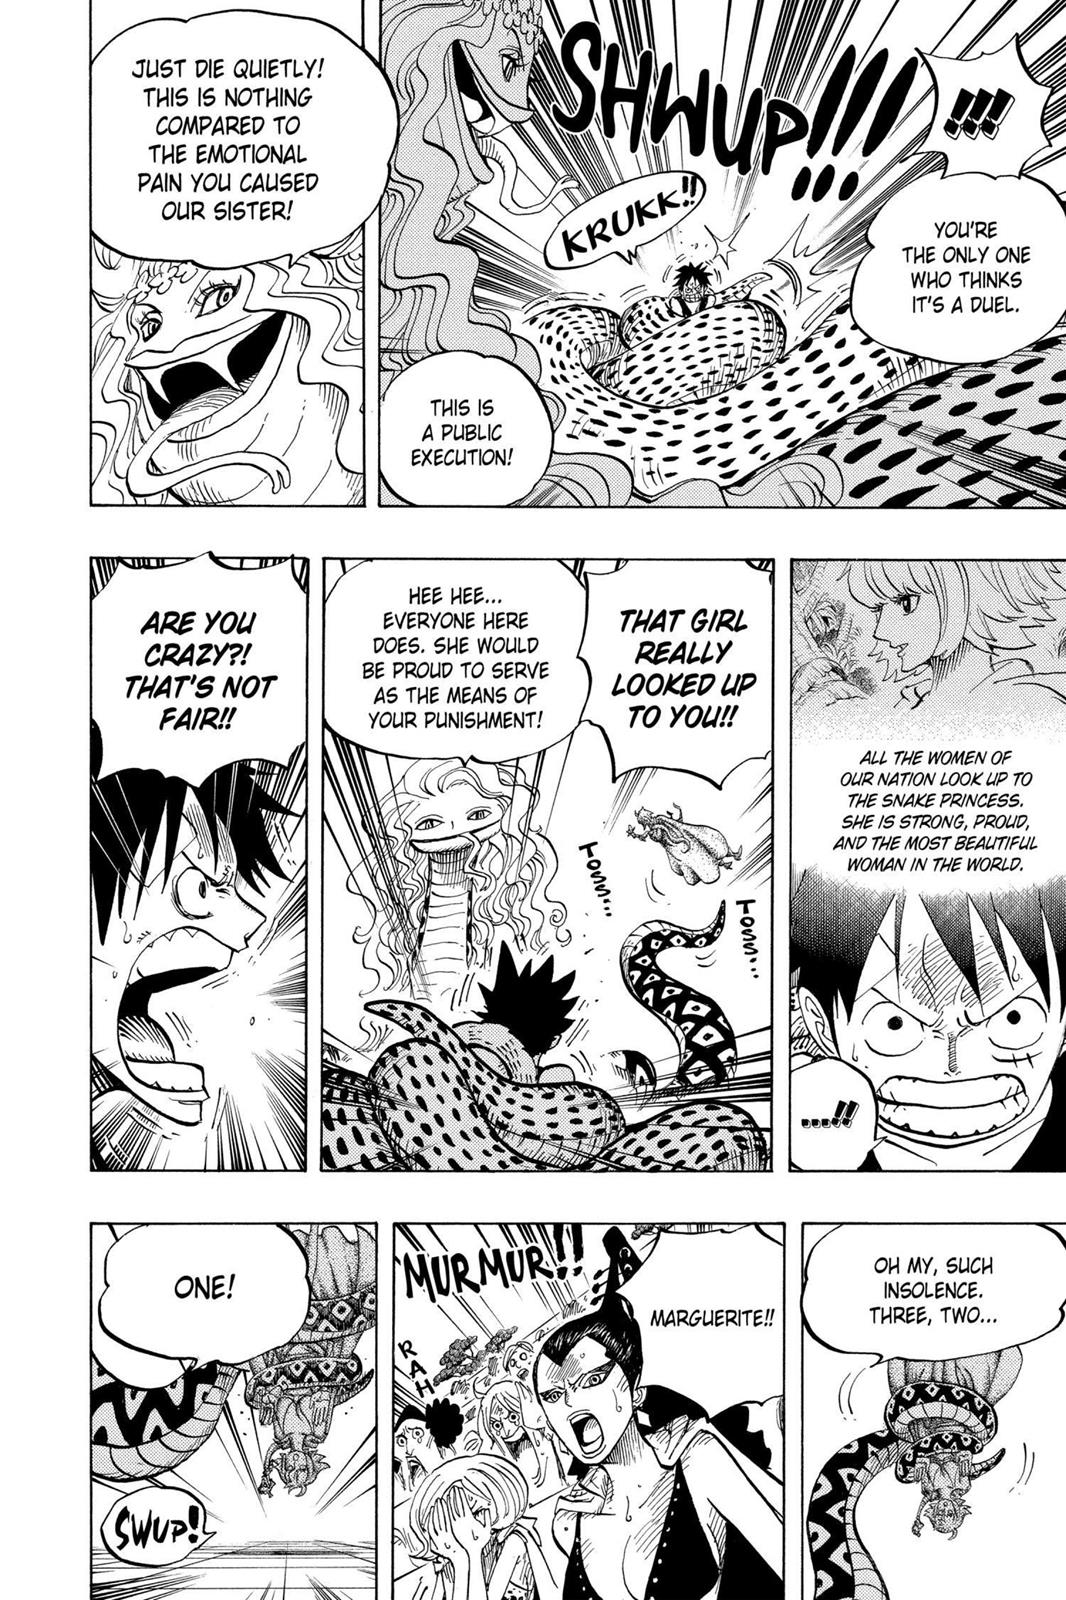 !!!
YOU'RE
THE ONLY ONE
WHO THINKS
IT'S A DUEL.
SHWUP!!!
KRUKK!!
THIS IS
A PUBLIC
EXECUTION!
JUST DIE QUIETLY!
THIS IS NOTHING
COMPARED TO
THE EMOTIONAL
PAIN YOU CAUSED
OUR SISTER!
ALL THE WOMEN OF
OUR NATION LOOK UP TO
THE SNAKE PRINCESS.
SHE IS STRONG, PROUD,
AND THE MOST BEAUTIFUL
WOMAN IN THE WORLD.
....!!
THAT GIRL
REALLY
LOOKED UP
TO YOU!!
HEE HEE...
EVERYONE HERE
DOES. SHE WOULD
BE PROUD TO SERVE
AS THE MEANS OF
YOUR PUNISHMENT!
TOSS...
TOSS...
ARE YOU
CRAZY?!
THAT'S NOT
FAIR!!
OH MY, SUCH
INSOLENCE.
THREE, TWO...
MARGUERITE!!
MURMUR!!
RAH
ONE!
SWUP!